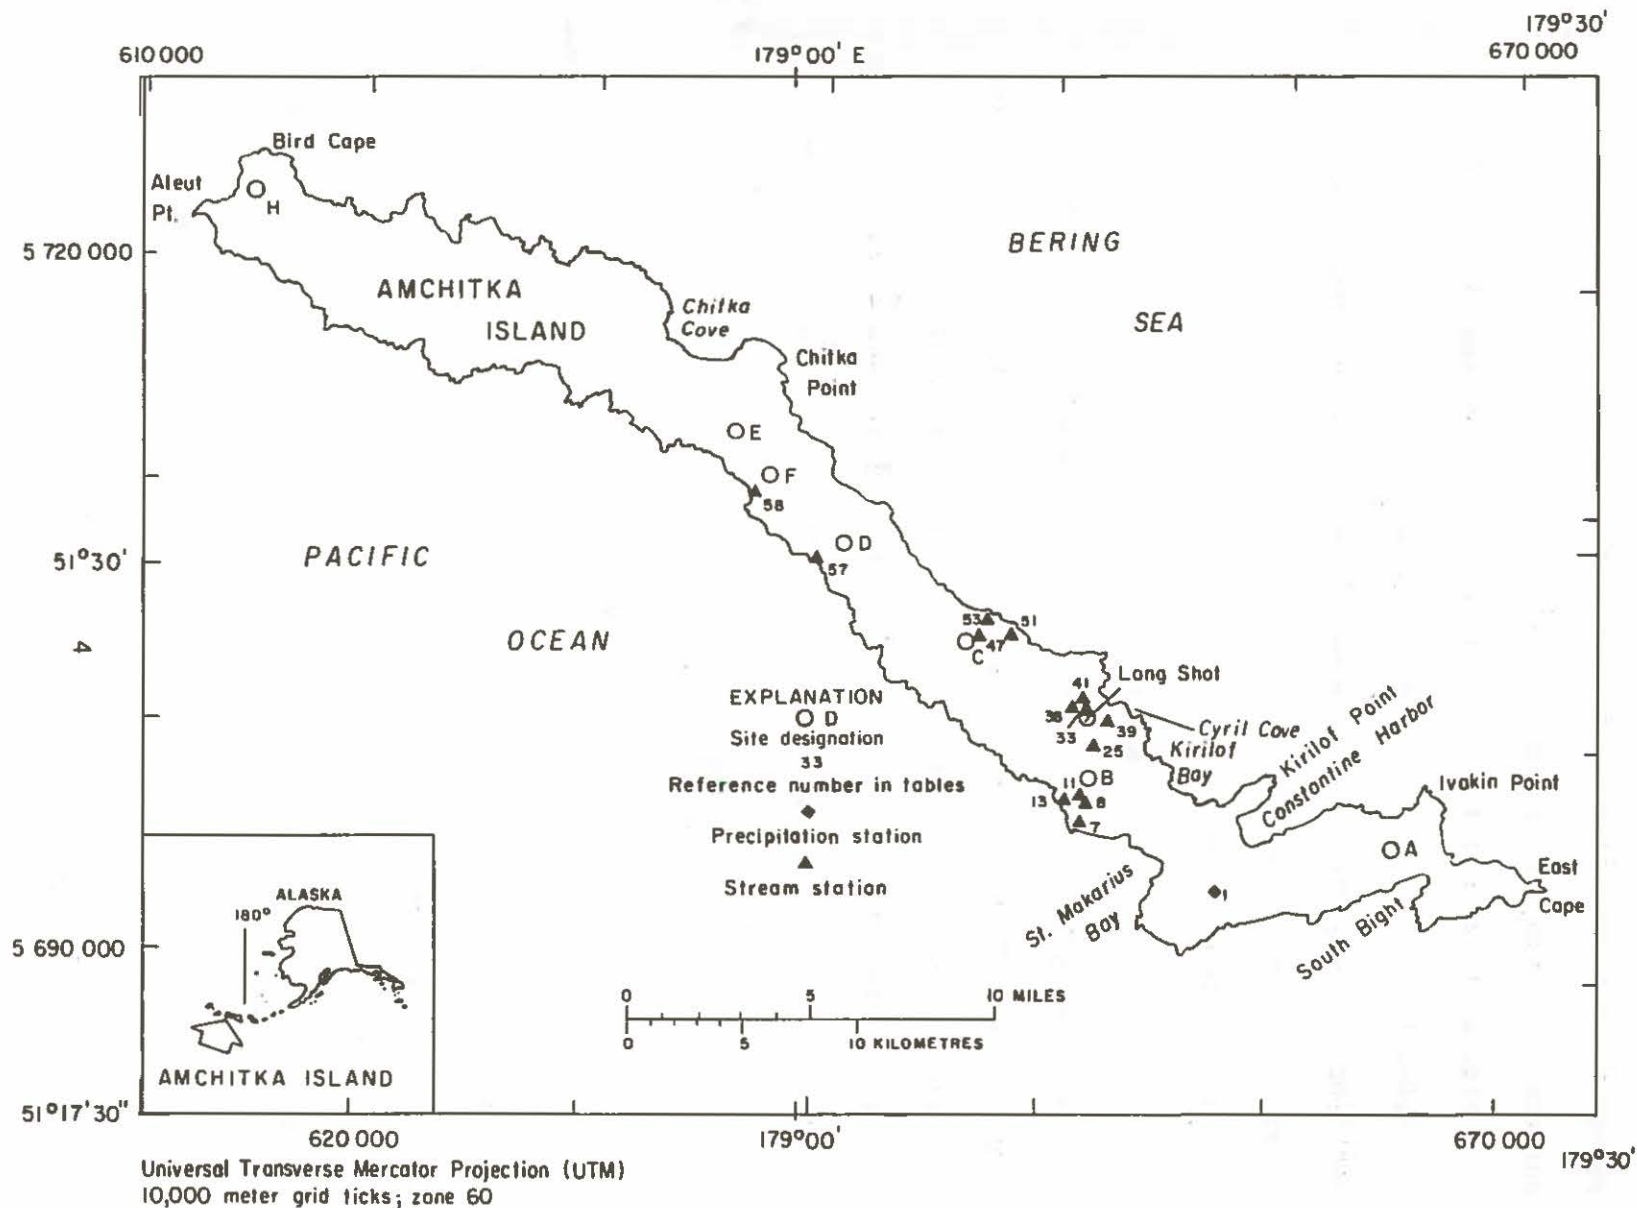 179°30'
610 000
179°00' E
670 000
Bird Cape
Aleut
Pt.
H
5 720 000
BERING
SEA
AMCHITKA
ISLAND
Chitka
Cove
Chitka
Point
E
F
58
PACIFIC
OCEAN
51°30'
D
57
4
53
51
47
C
Long Shot
41
38
33
39
25
Cyril Cove
Kirilof
Bay
Kirilof Point
Constantine Harbor
Ivakin Point
B
11
13
8
7
A
East
Cape
1
St. Makarius
Bay
South Bight
EXPLANATION
D
Site designation
33
Reference number in tables
Precipitation station
Stream station
ALASKA
180°
AMCHITKA ISLAND
5 690 000
0 5 10 MILES
0 5 10 KILOMETRES
51°17'30"
620 000
179°00'
670 000
179°30'
Universal Transverse Mercator Projection (UTM)
10,000 meter grid ticks; zone 60